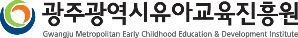 광주광역시유아교육진흥원
Gwangju Metropolitan Early Childhood Education & Development Institute